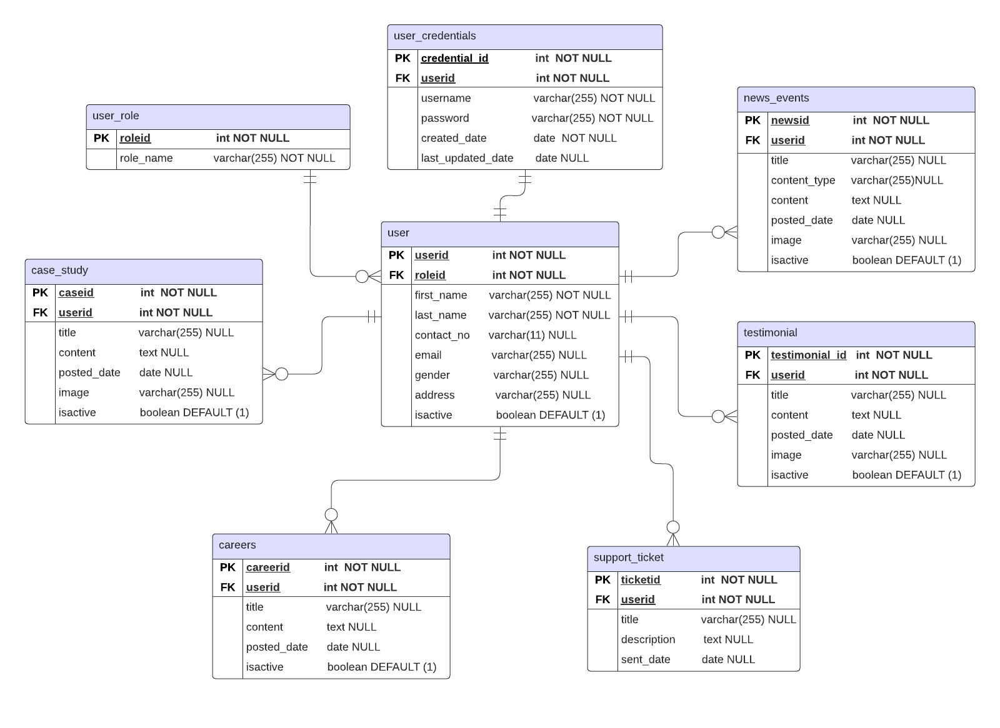 user_credentials
PK credential_id int NOT NULL
FK userid int NOT NULL
username varchar(255) NOT NULL
password varchar(255) NOT NULL
created_date date NOT NULL
last_updated_date date NULL
user_role
PK roleid int NOT NULL
role_name varchar(255) NOT NULL
news_events
PK newsid int NOT NULL
FK userid int NOT NULL
title varchar(255) NULL
content_type varchar(255)NULL
content text NULL
posted_date date NULL
image varchar(255) NULL
isactive boolean DEFAULT (1)
user
PK userid int NOT NULL
FK roleid int NOT NULL
first_name varchar(255) NOT NULL
last_name varchar(255) NOT NULL
contact_no varchar(11) NULL
email varchar(255) NULL
gender varchar(255) NULL
address varchar(255) NULL
isactive boolean DEFAULT (1)
case_study
PK caseid int NOT NULL
FK userid int NOT NULL
title varchar(255) NULL
content text NULL
posted_date date NULL
image varchar(255) NULL
isactive boolean DEFAULT (1)
testimonial
PK testimonial_id int NOT NULL
FK userid int NOT NULL
title varchar(255) NULL
content text NULL
posted_date date NULL
image varchar(255) NULL
isactive boolean DEFAULT (1)
careers
PK careerid int NOT NULL
FK userid int NOT NULL
title varchar(255) NULL
content text NULL
posted_date date NULL
isactive boolean DEFAULT (1)
support_ticket
PK ticketid int NOT NULL
FK userid int NOT NULL
title varchar(255) NULL
description text NULL
sent_date date NULL